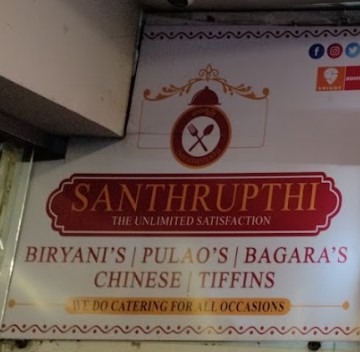 SANTHRUPTHI
THE UNLIMITED SATISFACTION
BIRYANI'S | PULAO'S | BAGARA'S
CHINESE | TIFFINS
WE DO CATERING FOR ALL OCCASIONS